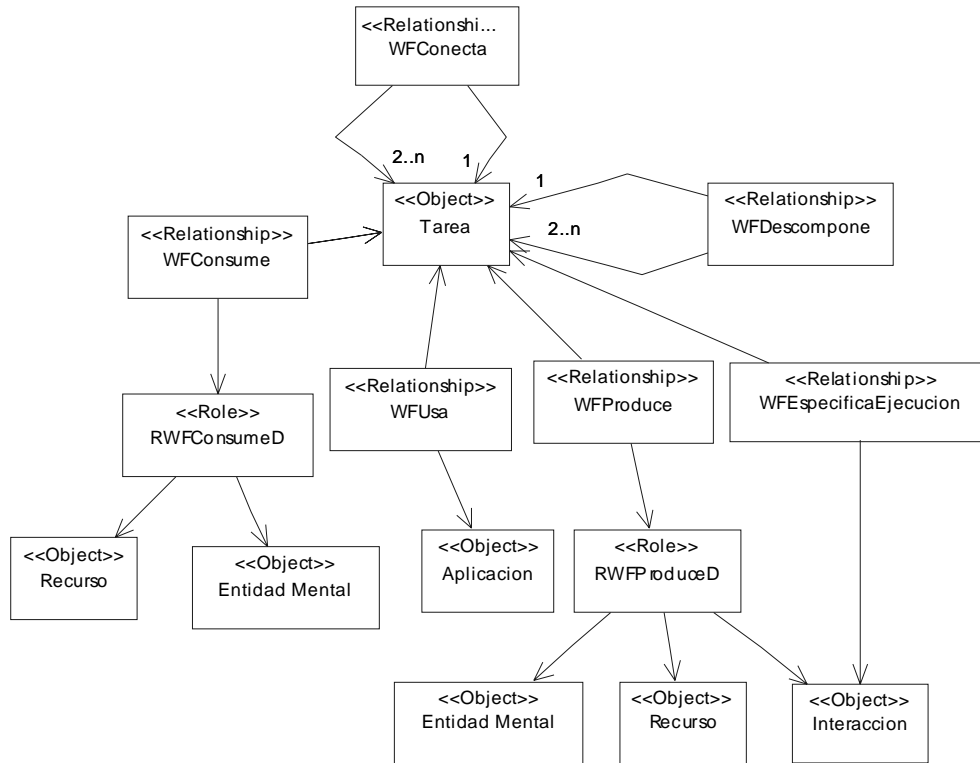 <<Relationshi...
WFConecta
2..n
1
<<Object>>
Tarea
1
2..n
<<Relationship>>
WFDescompone
<<Relationship>>
WFConsume
<<Role>>
RWFConsumeD
<<Relationship>>
WFUsa
<<Relationship>>
WFProduce
<<Relationship>>
WFEspecificaEjecucion
<<Object>>
Recurso
<<Object>>
Entidad Mental
<<Object>>
Aplicacion
<<Role>>
RWFProduceD
<<Object>>
Entidad Mental
<<Object>>
Recurso
<<Object>>
Interaccion